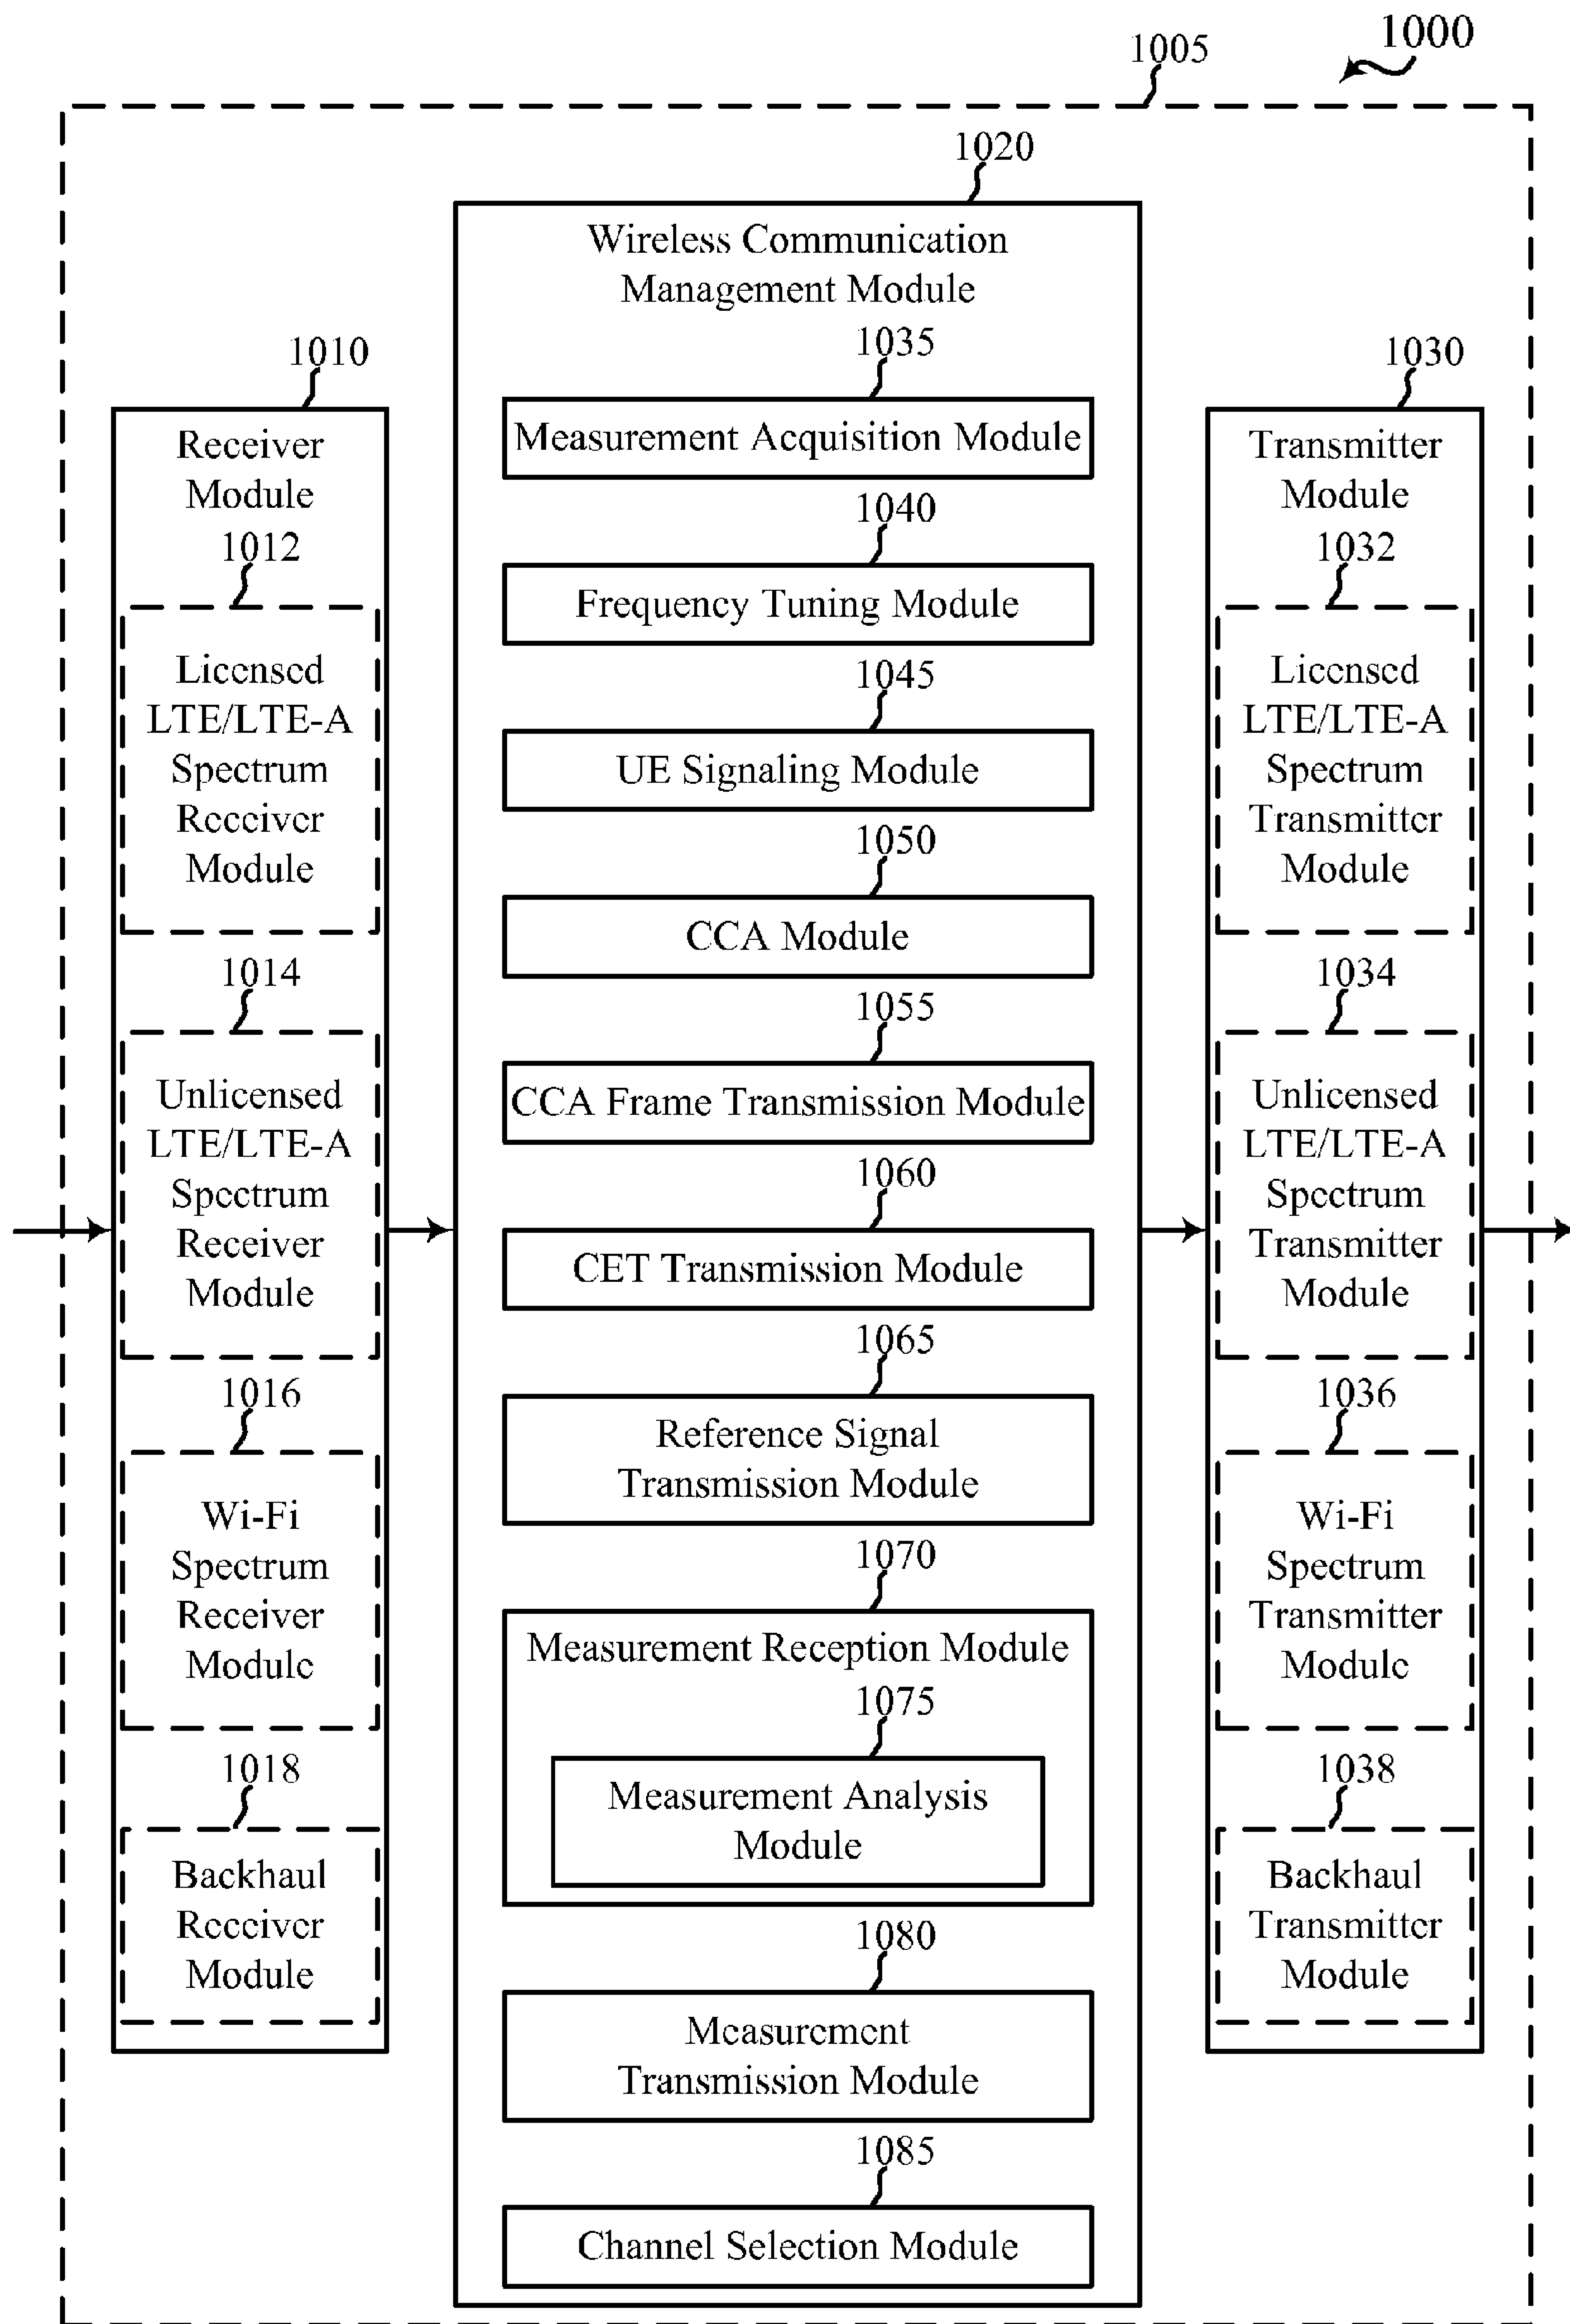 1000
1005
1020
Wireless Communication
Management Module
1010
Receiver
Module
1012
Licensed
LTE/LTE-A
Spectrum
Receiver
Module
1014
Unlicensed
LTE/LTE-A
Spectrum
Receiver
Module
1016
Wi-Fi
Spectrum
Receiver
Module
1018
Backhaul
Receiver
Module
1035
Measurement Acquisition Module
1040
Frequency Tuning Module
1045
UE Signaling Module
1050
CCA Module
1055
CCA Frame Transmission Module
1060
CET Transmission Module
1065
Reference Signal
Transmission Module
1070
Measurement Reception Module
1075
Measurement Analysis
Module
1080
Measurement
Transmission Module
1085
Channel Selection Module
1030
Transmitter
Module
1032
Licensed
LTE/LTE-A
Spectrum
Transmitter
Module
1034
Unlicensed
LTE/LTE-A
Spectrum
Transmitter
Module
1036
Wi-Fi
Spectrum
Transmitter
Module
1038
Backhaul
Transmitter
Module